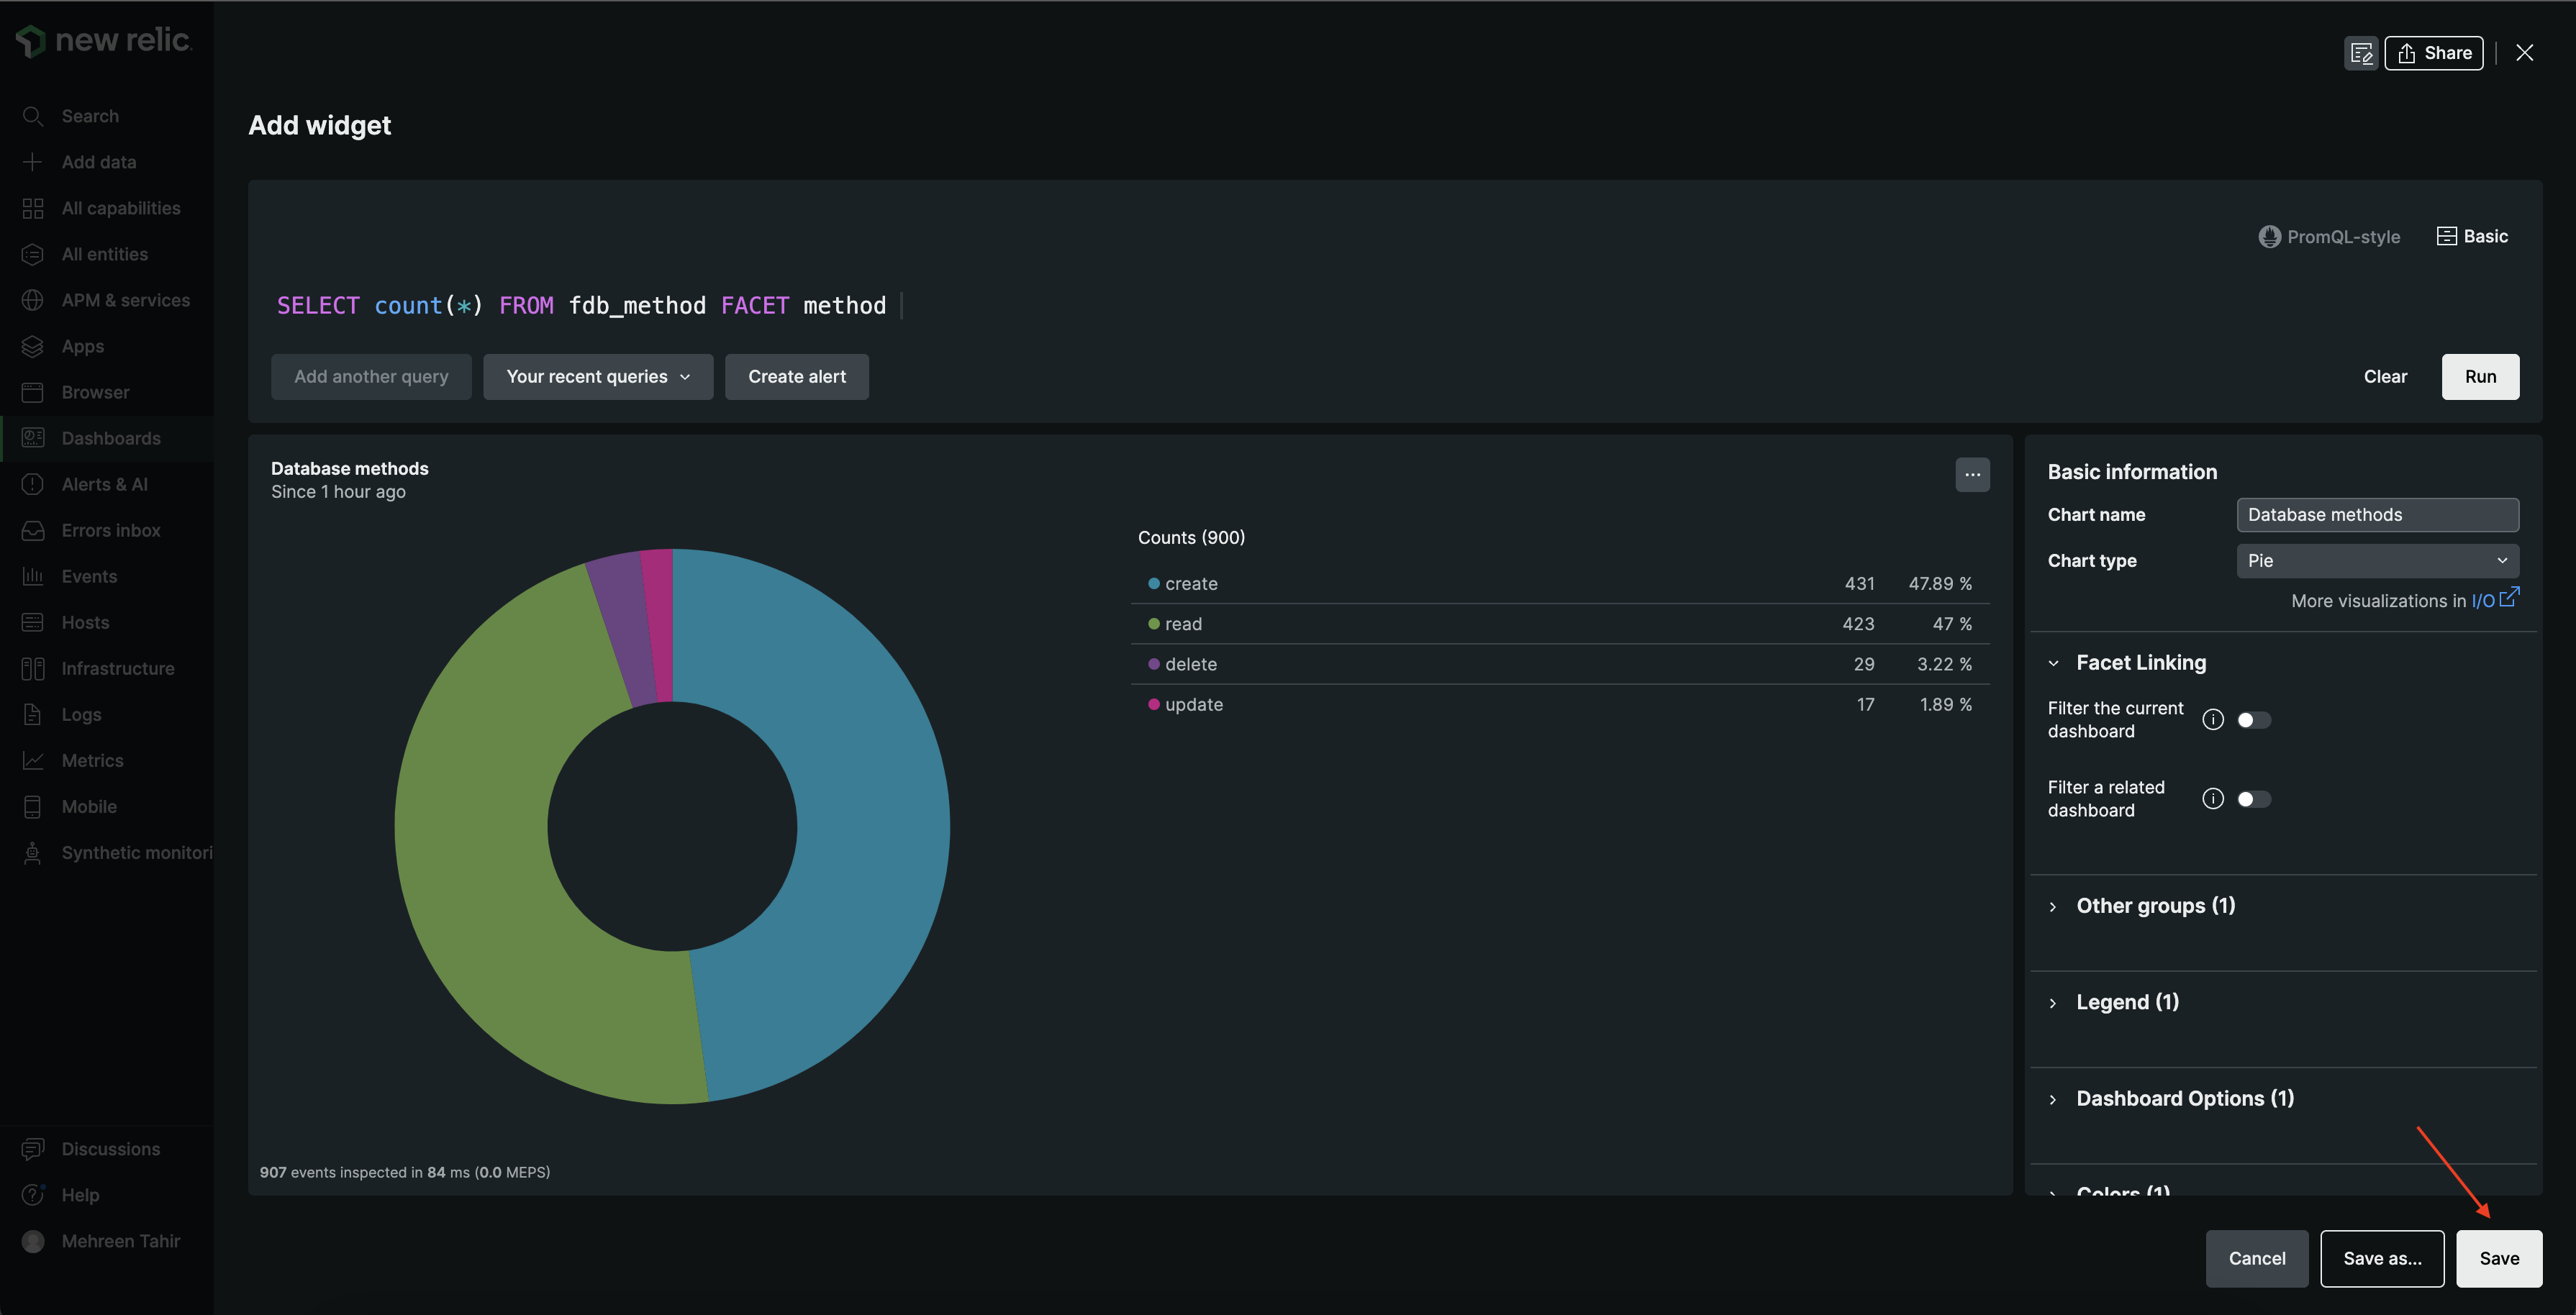 new relic.
Search
Add data
All capabilities
All entities
APM & services
Apps
Browser
Dashboards
Alerts & AI
Errors inbox
Events
Hosts
Infrastructure
Logs
Metrics
Mobile
Synthetic monitori
Discussions
Help
Mehreen Tahir
Share
Add widget
PromQL-style
Basic
SELECT count(*) FROM fdb_method FACET method
Add another query
Your recent queries
Create alert
Clear
Run
Database methods
Since 1 hour ago
Counts (900)
create 431 47.89 %
read 423 47 %
delete 29 3.22 %
update 17 1.89 %
907 events inspected in 84 ms (0.0 MEPS)
Basic information
Chart name Database methods
Chart type Pie
More visualizations in I/O
Facet Linking
Filter the current
dashboard
Filter a related
dashboard
Other groups (1)
Legend (1)
Dashboard Options (1)
Colors (1)
Cancel
Save as...
Save